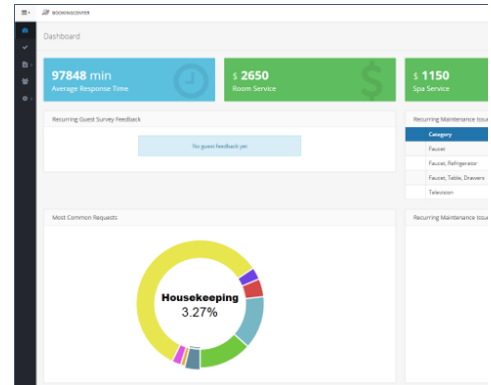 BOOKINGCENTER
Dashboard
97848 min
Average Response Time
$ 2650
Room Service
$ 1150
Spa Service
Recurring Guest Survey Feedback
No guest feedback yet
Recurring Maintenance Issu
Category
Faucet
Faucet, Refrigerator
Faucet, Table, Drawers
Television
Most Common Requests
Housekeeping
3.27%
Recurring Maintenance Issu